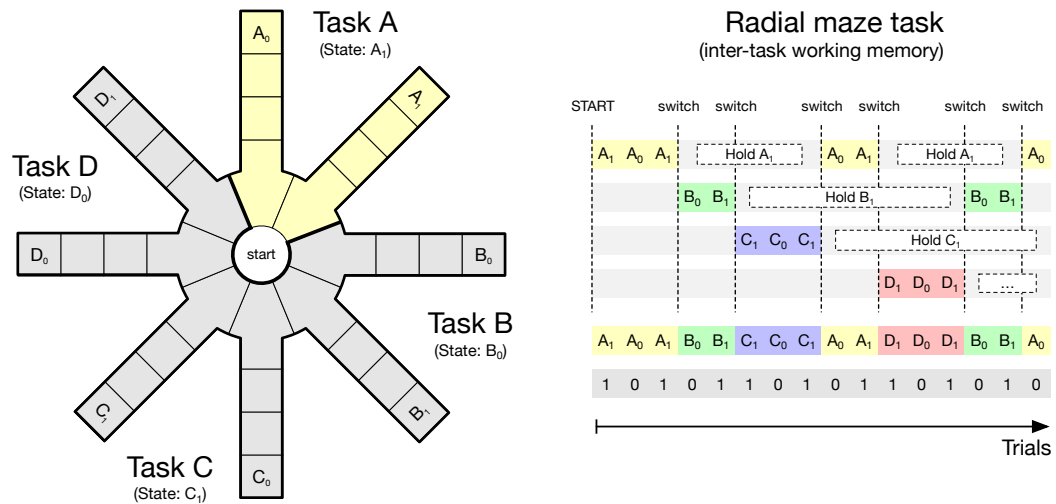 Task A
(State: A₁)
A₀
A₁
D₁
Task D
(State: D₀)
D₀
start
B₀
Task B
(State: B₀)
B₁
C₁
Task C
(State: C₁)
C₀
Radial maze task
(inter-task working memory)
START switch switch switch switch switch switch
A₁ A₀ A₁ Hold A₁ A₀ A₁ Hold A₁ A₀
B₀ B₁ Hold B₁ B₀ B₁
C₁ C₀ C₁ Hold C₁
D₁ D₀ D₁ ...
A₁ A₀ A₁ B₀ B₁ C₁ C₀ C₁ A₀ A₁ D₁ D₀ D₁ B₀ B₁ A₀
1 0 1 0 1 1 0 1 0 1 1 0 1 0 1 0
Trials